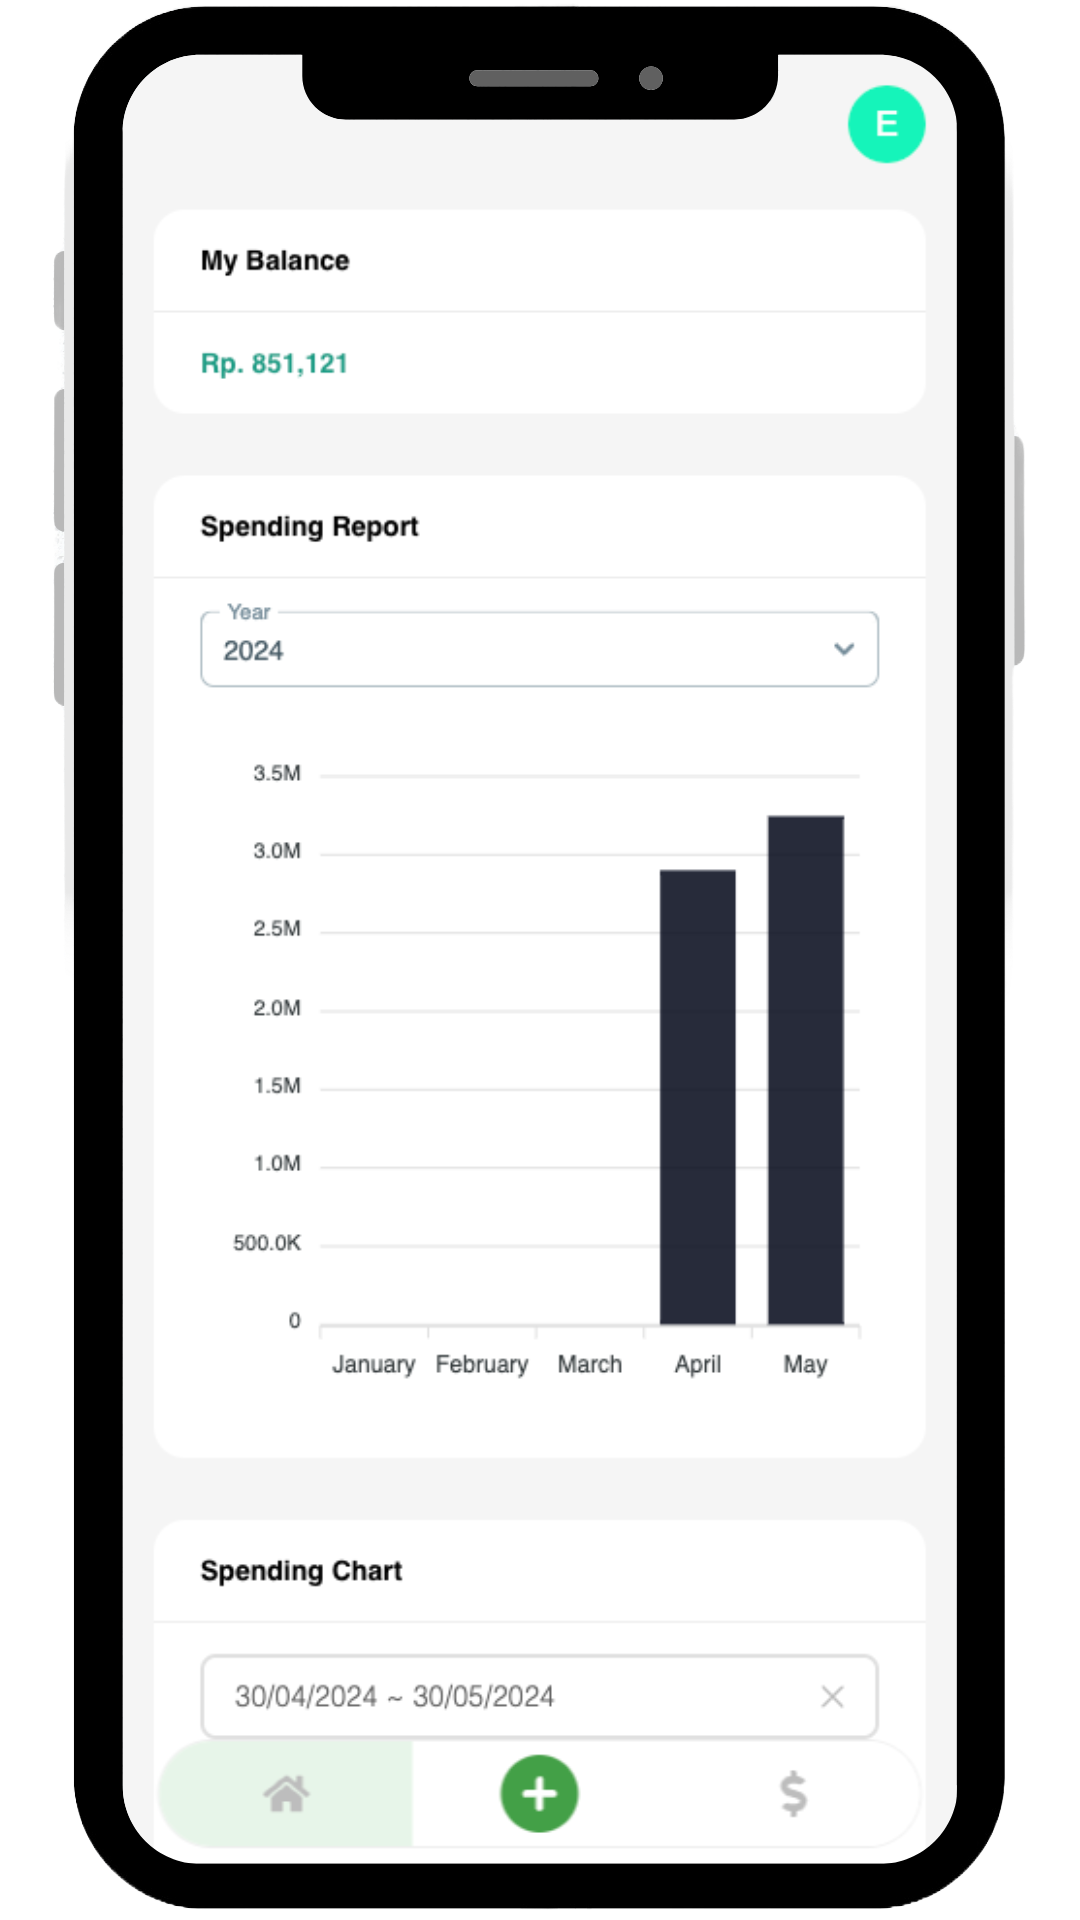 E
My Balance
Rp. 851,121
Spending Report
Year
2024
3.5M
3.0M
2.5M
2.0M
1.5M
1.0M
500.0K
0
January February March April May
Spending Chart
30/04/2024 ~ 30/05/2024